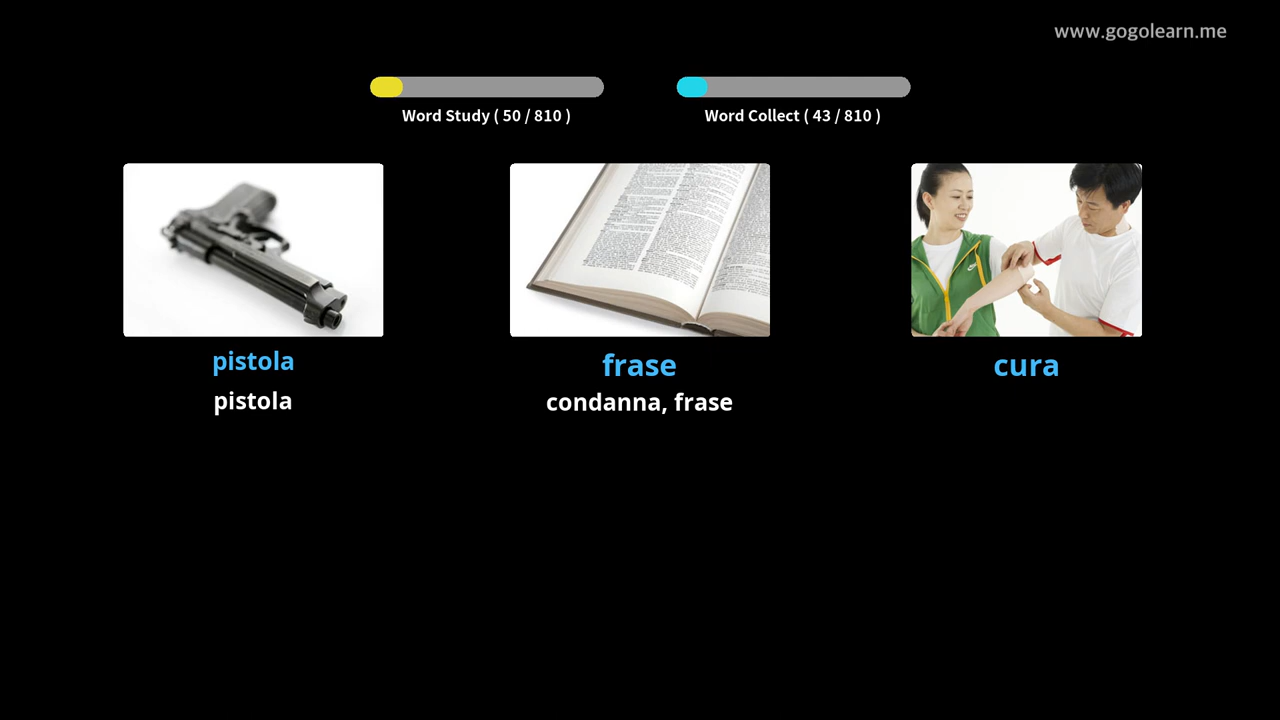 www.gogolearn.me
Word Study ( 50 / 810 )
Word Collect ( 43 / 810 )
pistola
frase
cura
pistola
condanna, frase